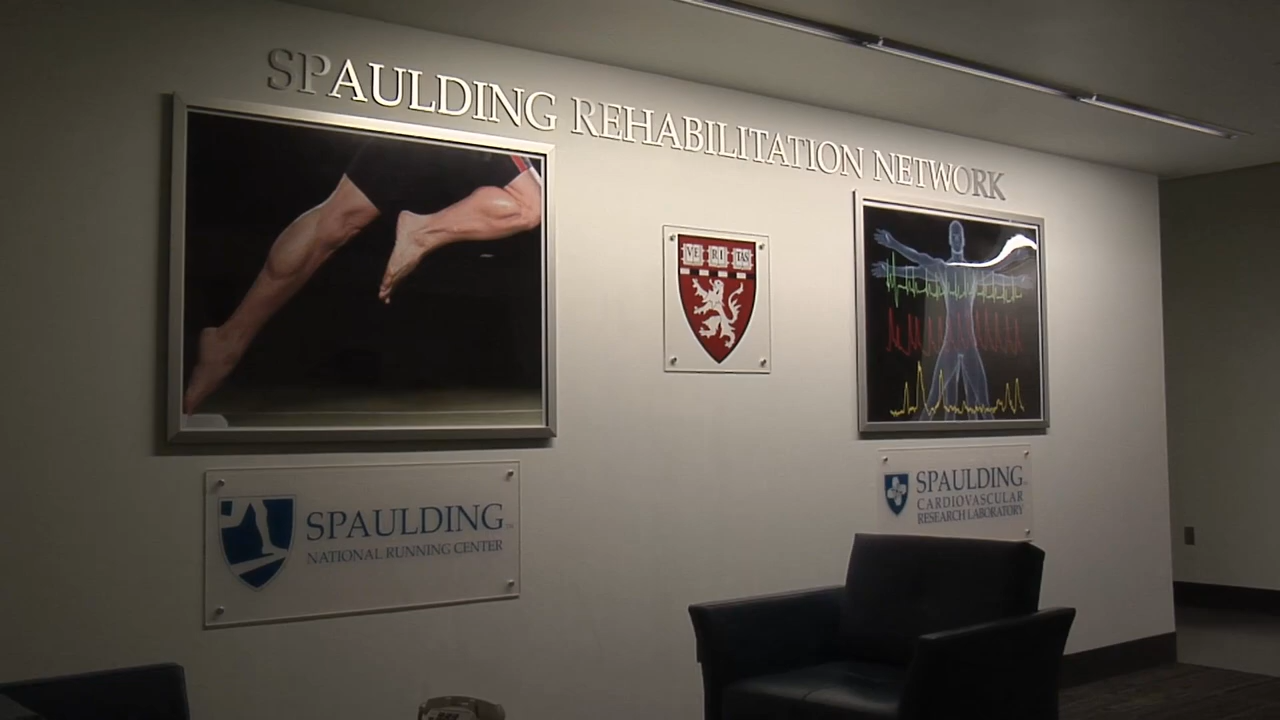 SPAULDING REHABILITATION NETWORK
VE RI TAS
SPAULDING
NATIONAL RUNNING CENTER
SPAULDING
CARDIOVASCULAR
RESEARCH LABORATORY